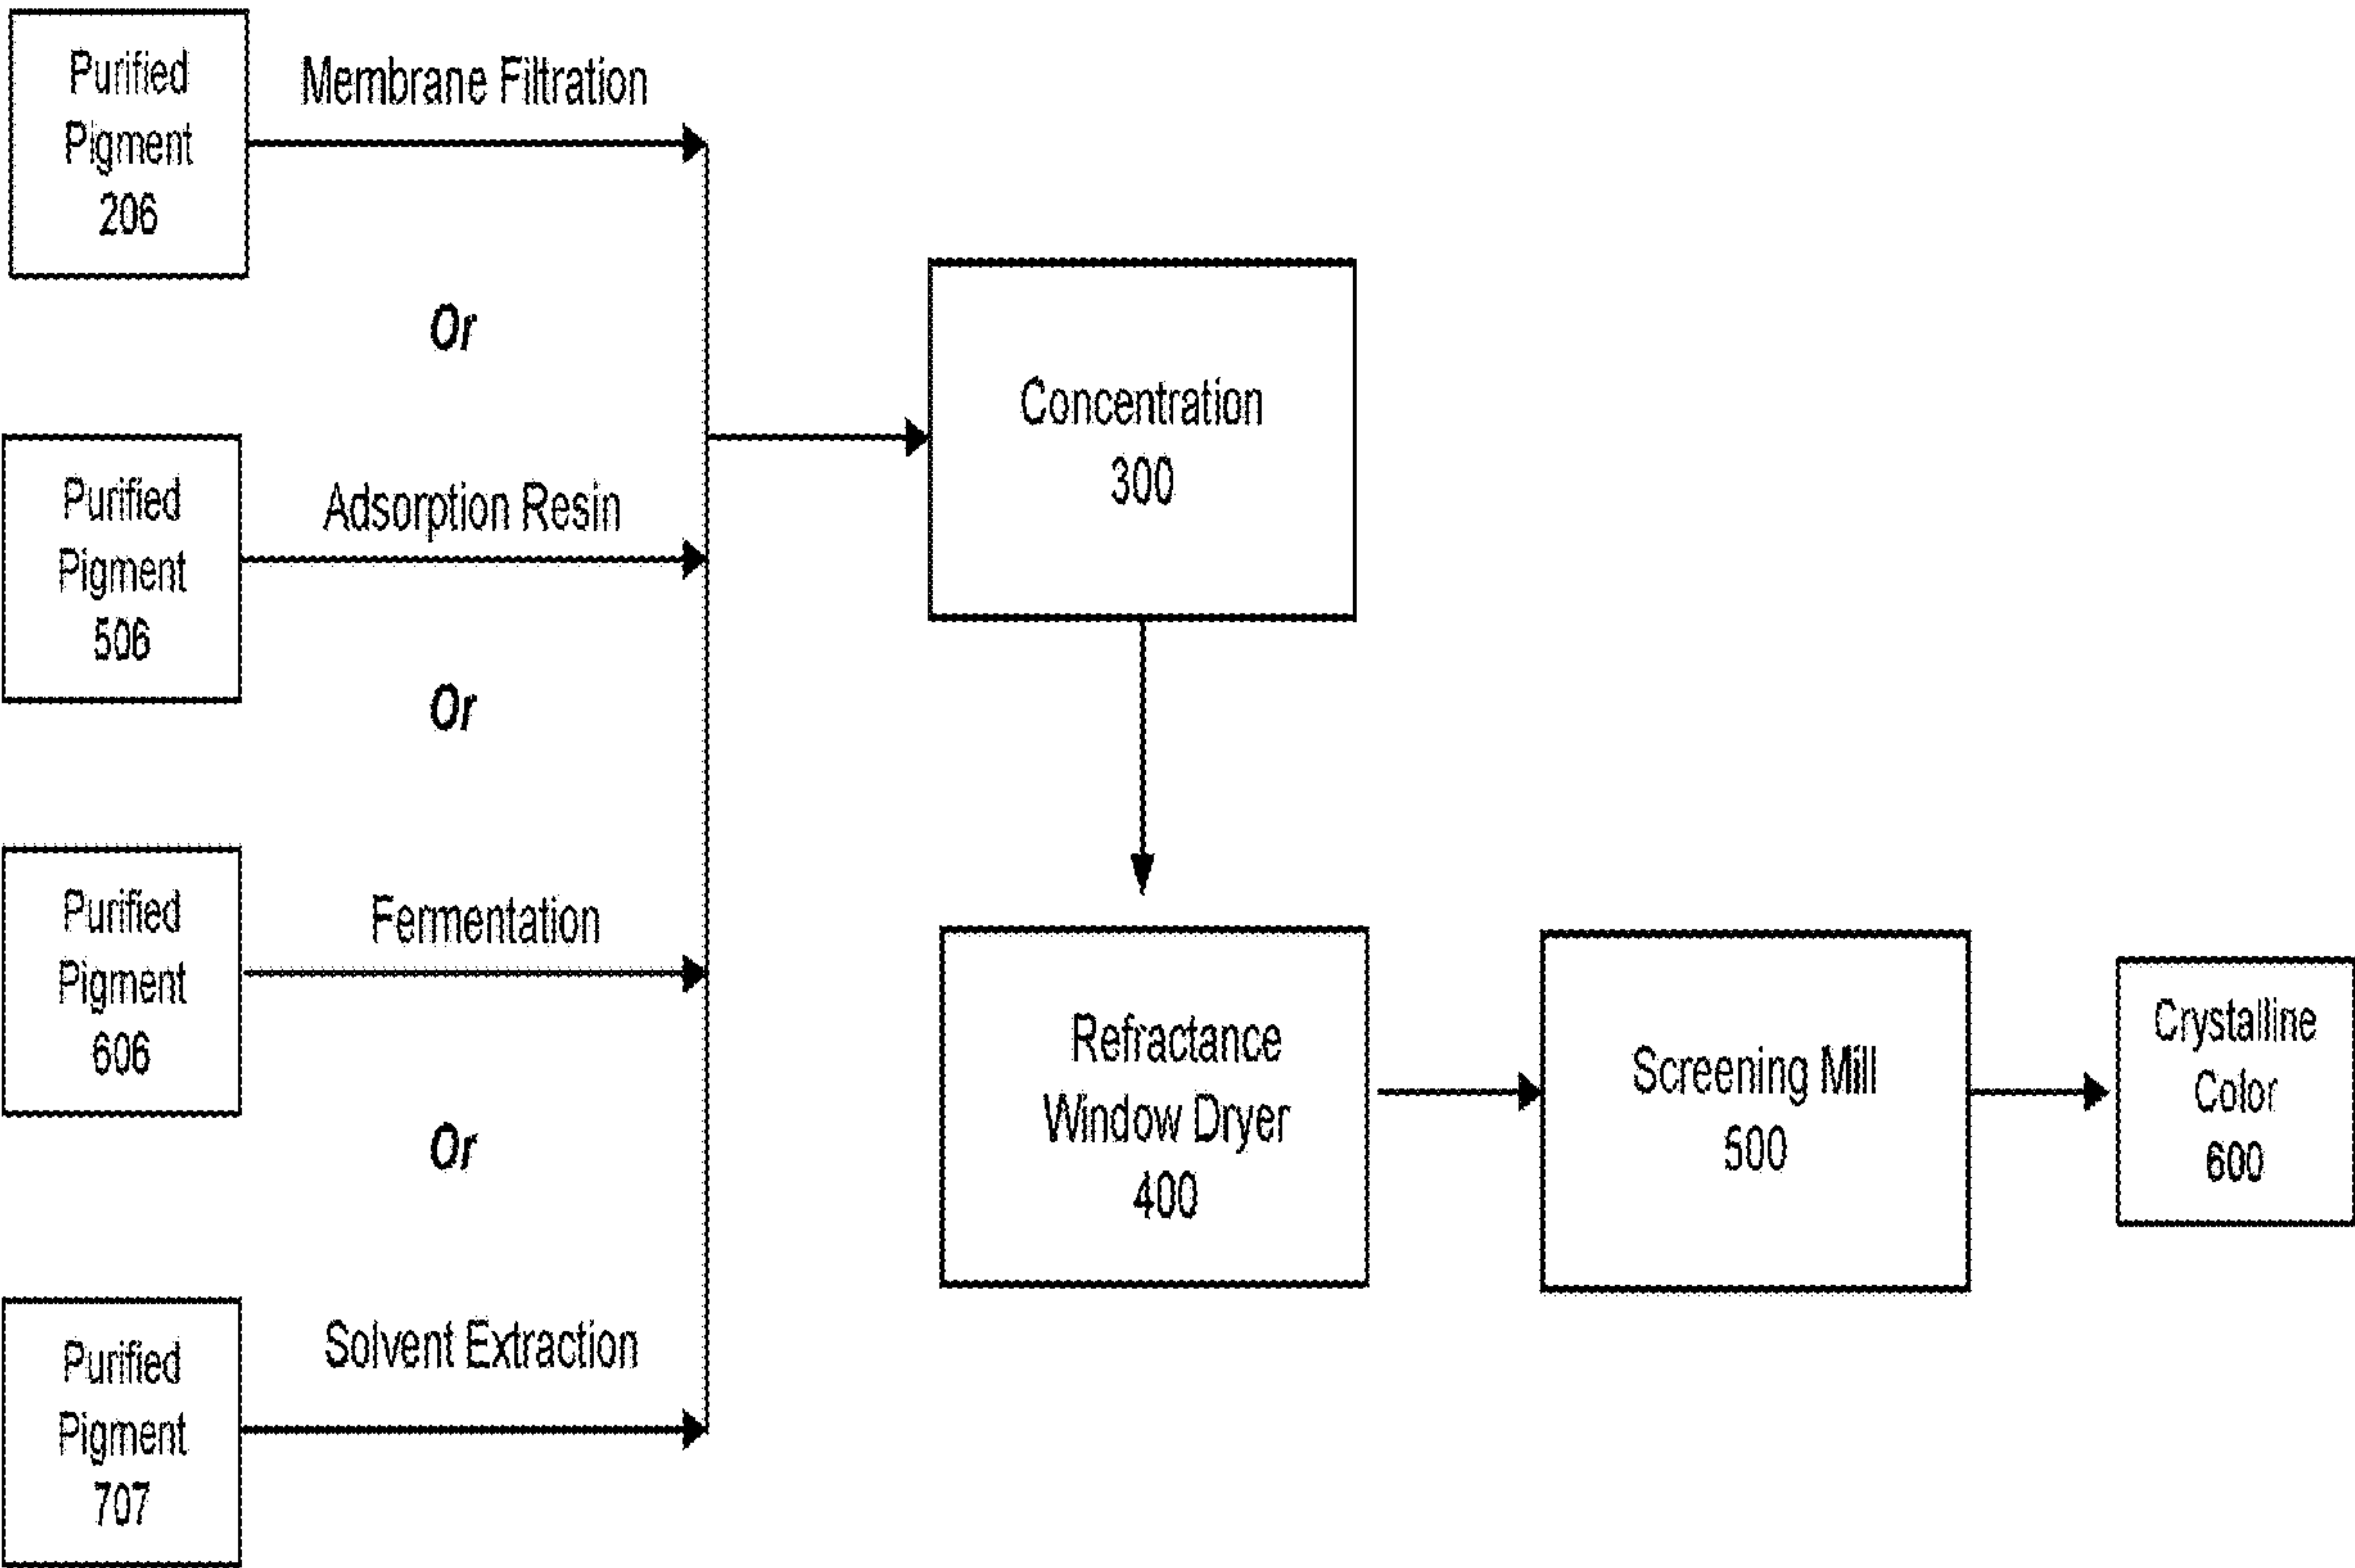 Purified
Pigment
206
Membrane Filtration
Or
Purified
Pigment
506
Adsorption Resin
Or
Purified
Pigment
606
Fermentation
Or
Purified
Pigment
707
Solvent Extraction
Concentration
300
Refractance
Window Dryer
400
Screening Mill
500
Crystalline
Color
600